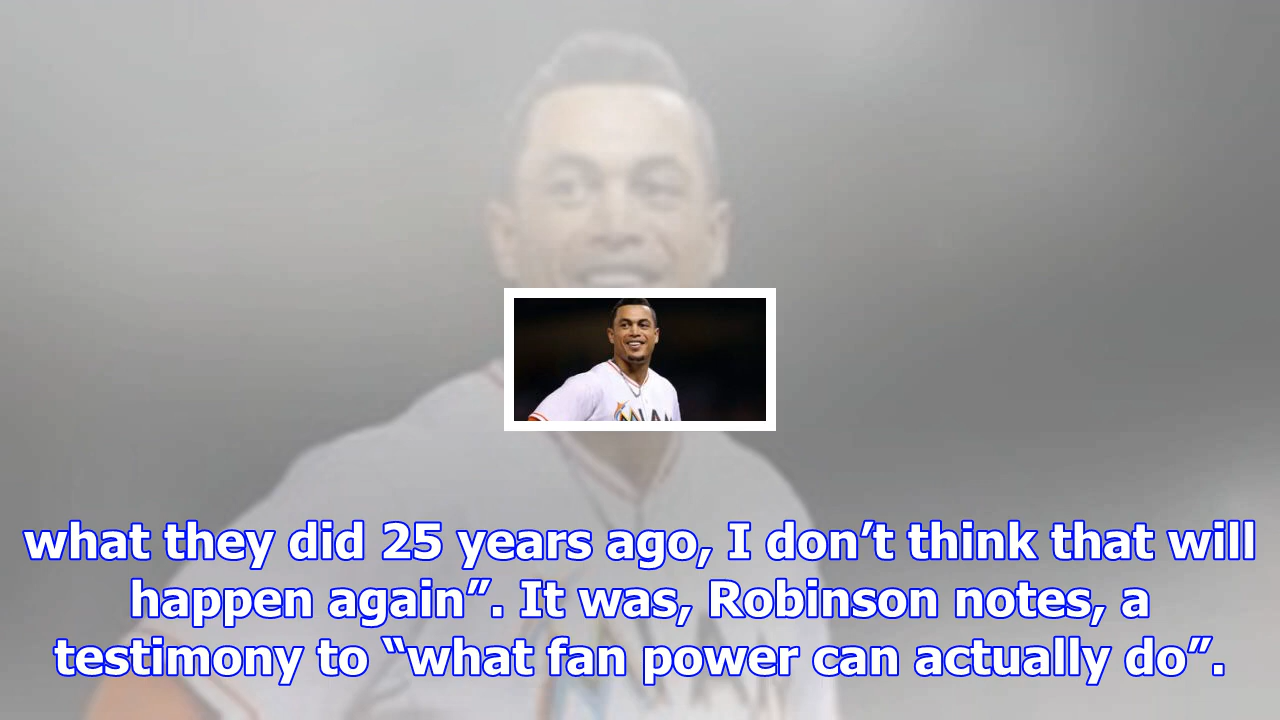 MIAM
what they did 25 years ago, I don’t think that will
happen again”. It was, Robinson notes, a
testimony to “what fan power can actually do”.